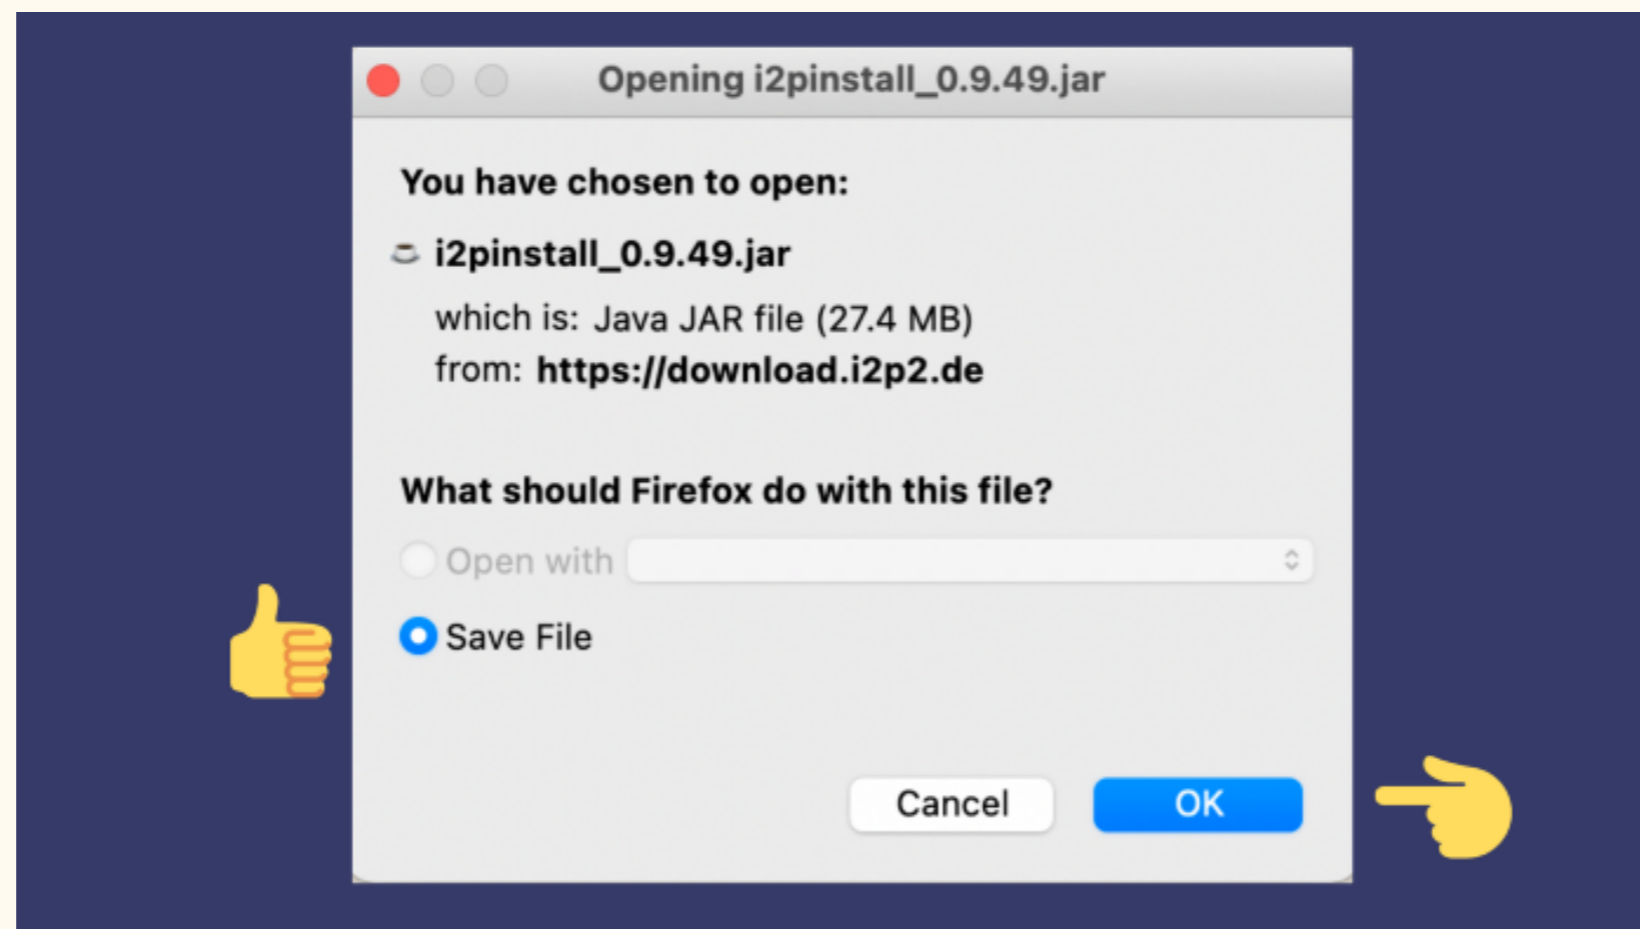 Opening i2pinstall_0.9.49.jar
You have chosen to open:
i2pinstall_0.9.49.jar
which is: Java JAR file (27.4 MB)
from: https://download.i2p2.de
What should Firefox do with this file?
Open with
Save File
Cancel OK